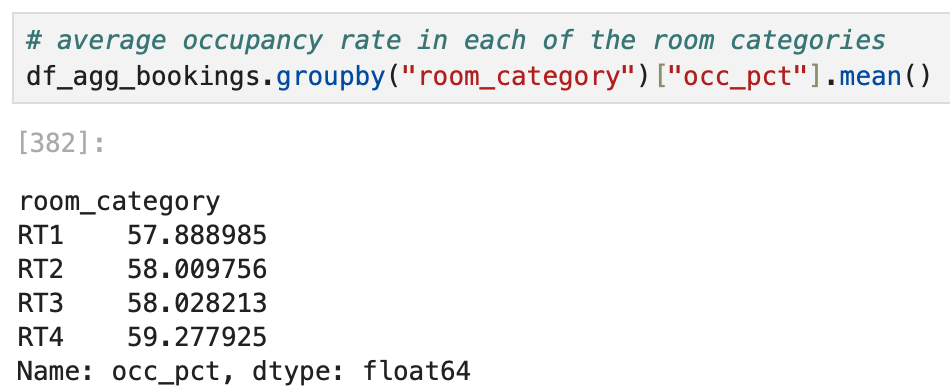 # average occupancy rate in each of the room categories
df_agg_bookings.groupby("room_category")["occ_pct"].mean()
[382]:
room_category
RT1    57.888985
RT2    58.009756
RT3    58.028213
RT4    59.277925
Name: occ_pct, dtype: float64